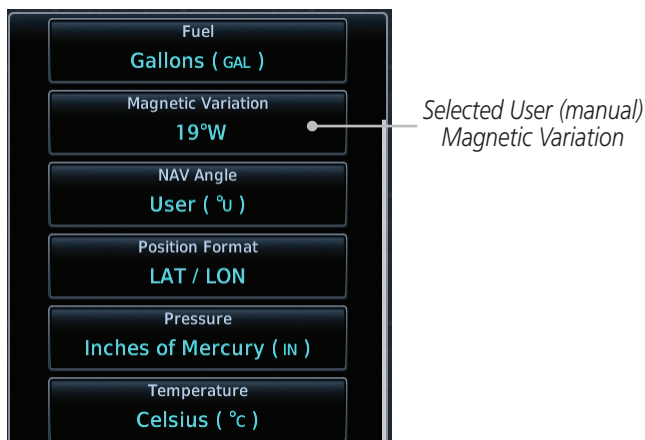 Fuel
Gallons ( GAL )
Magnetic Variation
19°W
Selected User (manual)
Magnetic Variation
NAV Angle
User ( °U )
Position Format
LAT / LON
Pressure
Inches of Mercury ( IN )
Temperature
Celsius ( °C )